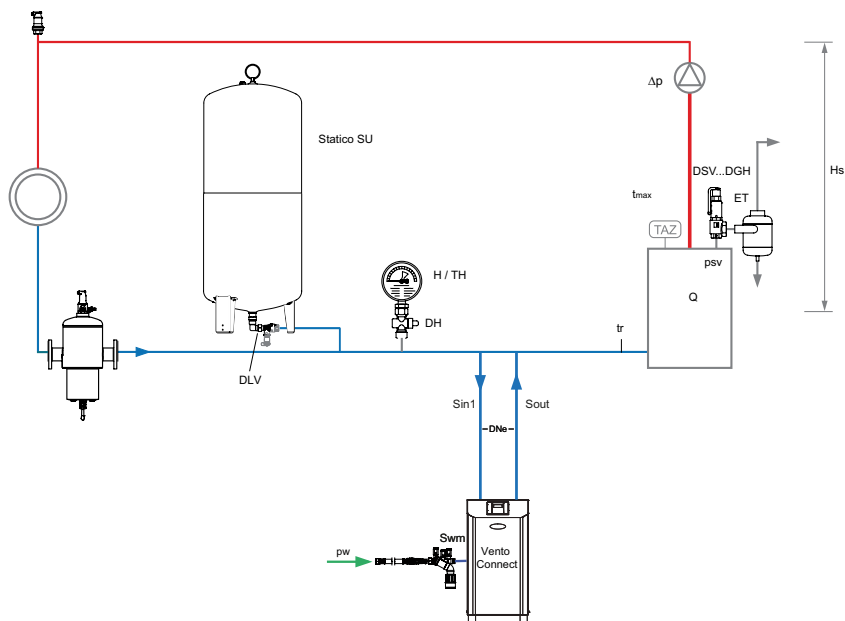 Δp
Statico SU
Hs
DSV...DGH
tmax
ET
TAZ
psv
H / TH
Q
DH
tr
DLV
Sin1
Sout
DNe
Swm
pw
Vento
Connect